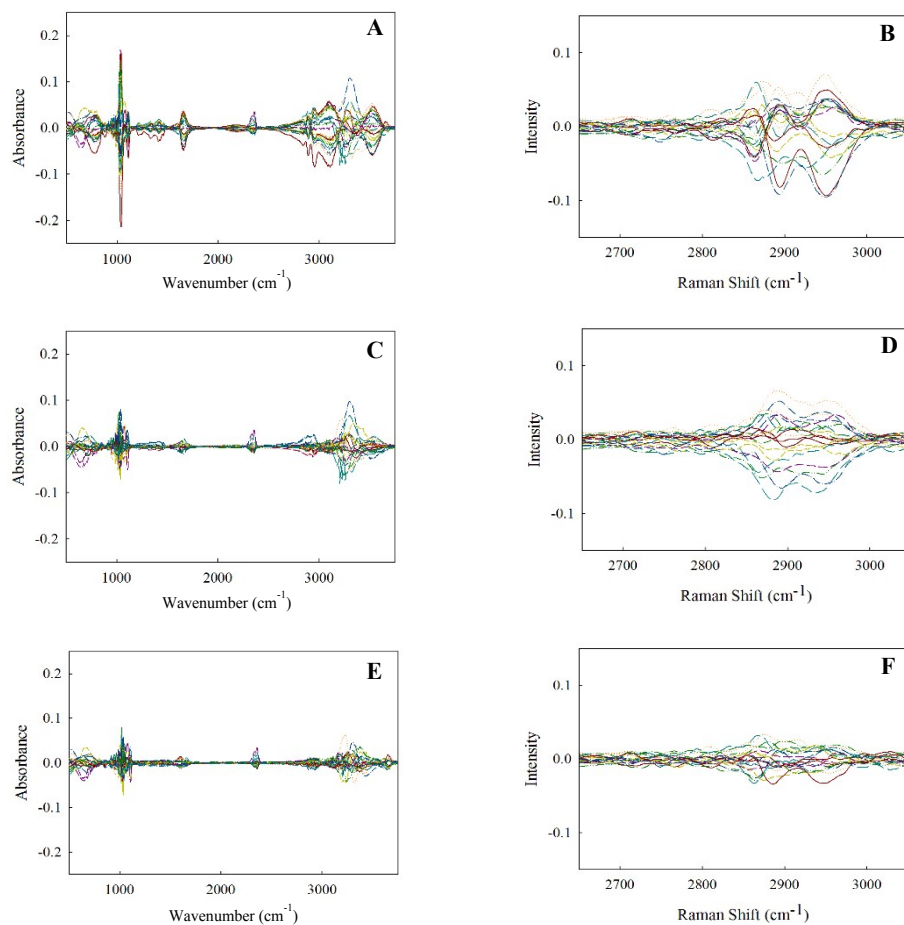 A
0.2
0.1
0.0
-0.1
-0.2
Absorbance
1000 2000 3000
Wavenumber (cm-1)
B
0.1
0.0
-0.1
Intensity
2700 2800 2900 3000
Raman Shift (cm-1)
C
0.2
0.1
0.0
-0.1
-0.2
Absorbance
1000 2000 3000
Wavenumber (cm-1)
D
0.1
0.0
-0.1
Intensity
2700 2800 2900 3000
Raman Shift (cm-1)
E
0.2
0.1
0.0
-0.1
-0.2
Absorbance
1000 2000 3000
Wavenumber (cm-1)
F
0.1
0.0
-0.1
Intensity
2700 2800 2900 3000
Raman Shift (cm-1)